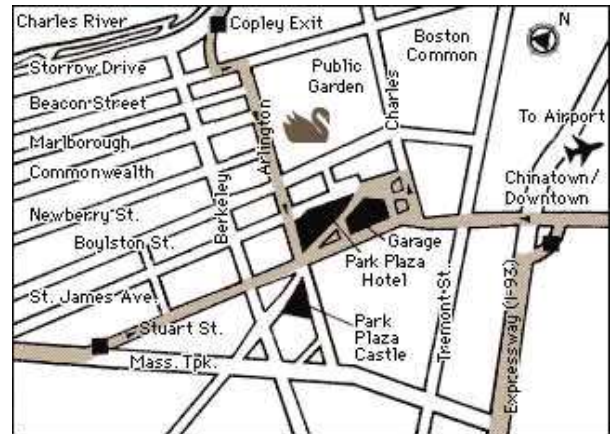 Charles River
Copley Exit
N
Boston
Common
Storrow Drive
Public
Garden
Beacon Street
Charles
To Airport
Marlborough
Arlington
Commonwealth
Chinatown/
Downtown
Berkeley
Newberry St.
Boylston St.
Garage
Park Plaza
Hotel
St. James Ave.
Tremont St.
Expressway (I-93)
Stuart St.
Park
Plaza
Castle
Mass. Tpk.